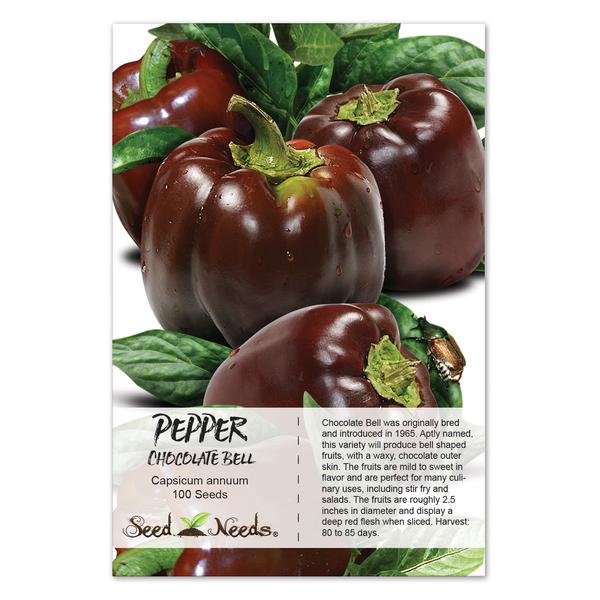 PEPPER
CHOCOLATE BELL
Capsicum annuum
100 Seeds
Seed Needs®
Chocolate Bell was originally bred
and introduced in 1965. Aptly named,
this variety will produce bell shaped
fruits, with a waxy, chocolate outer
skin. The fruits are mild to sweet in
flavor and are perfect for many culi-
nary uses, including stir fry and
salads. The fruits are roughly 2.5
inches in diameter and display a
deep red flesh when sliced. Harvest:
80 to 85 days.